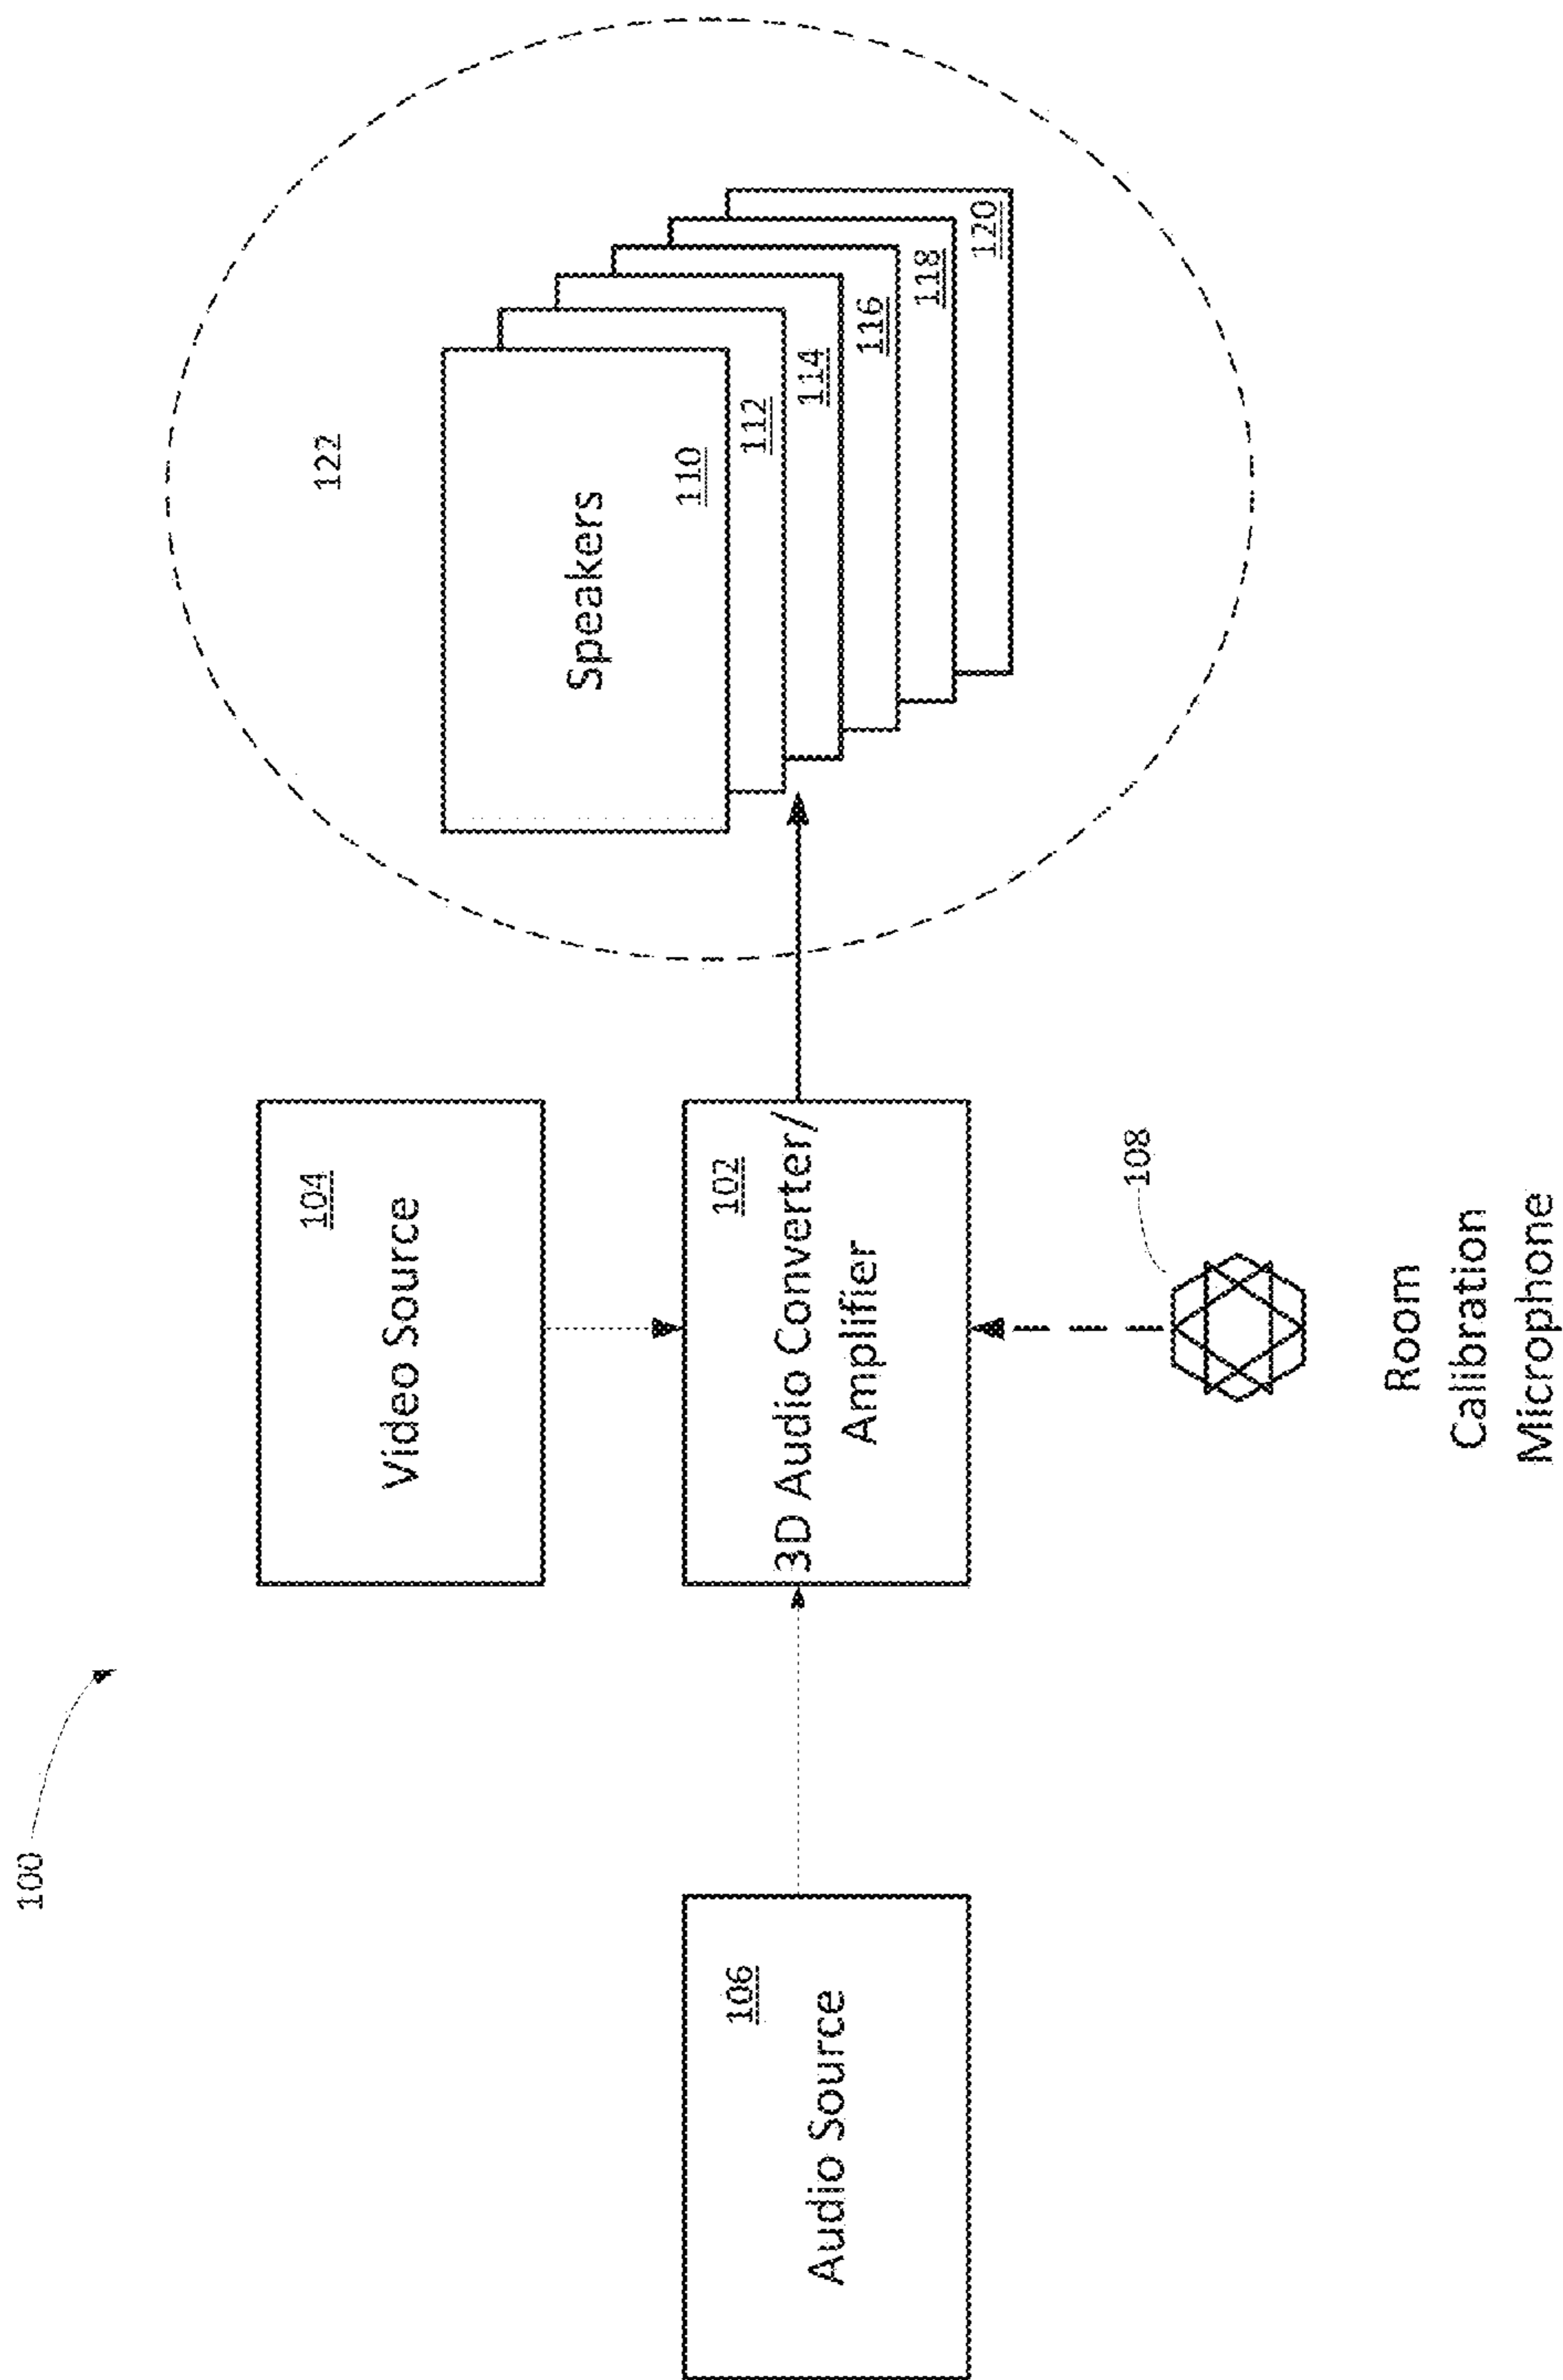 100
104
Video Source
122
Speakers
110
112
114
116
118
120
106
Audio Source
102
3D Audio Converter/
Amplifier
108
Room
Calibration
Microphone